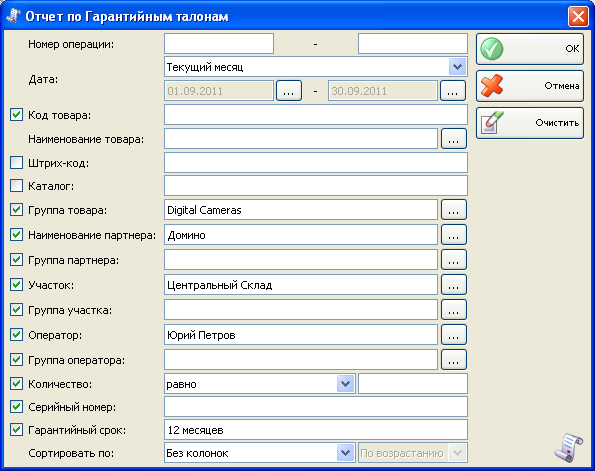 Отчет по Гарантийным талонам
Номер операции: -
OK
Дата: Текущий месяц
01.09.2011 ... - 30.09.2011 ...
Отмена
Код товара:
Очистить
Наименование товара: ...
Штрих-код:
Каталог:
Группа товара: Digital Cameras ...
Наименование партнера: Домино ...
Группа партнера: ...
Участок: Центральный Склад ...
Группа участка: ...
Оператор: Юрий Петров ...
Группа оператора: ...
Количество: равно
Серийный номер:
Гарантийный срок: 12 месяцев
Сортировать по: Без колонок По возрастанию